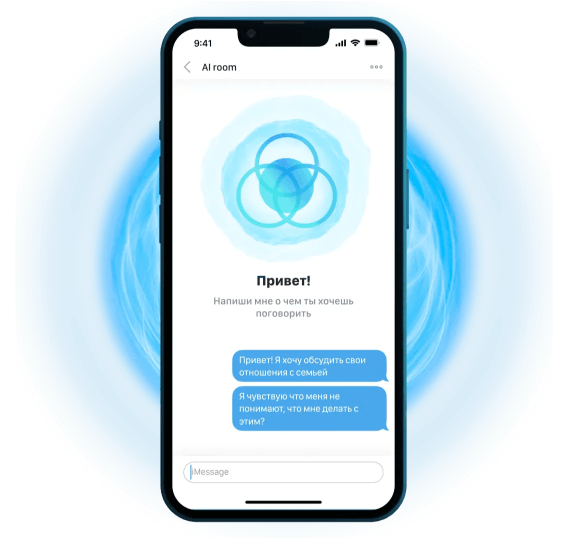 9:41
AI room
Привет!
Напиши мне о чем ты хочешь
поговорить
Привет! Я хочу обсудить свои
отношения с семьей
Я чувствую что меня не
понимают, что мне делать с
этим?
iMessage